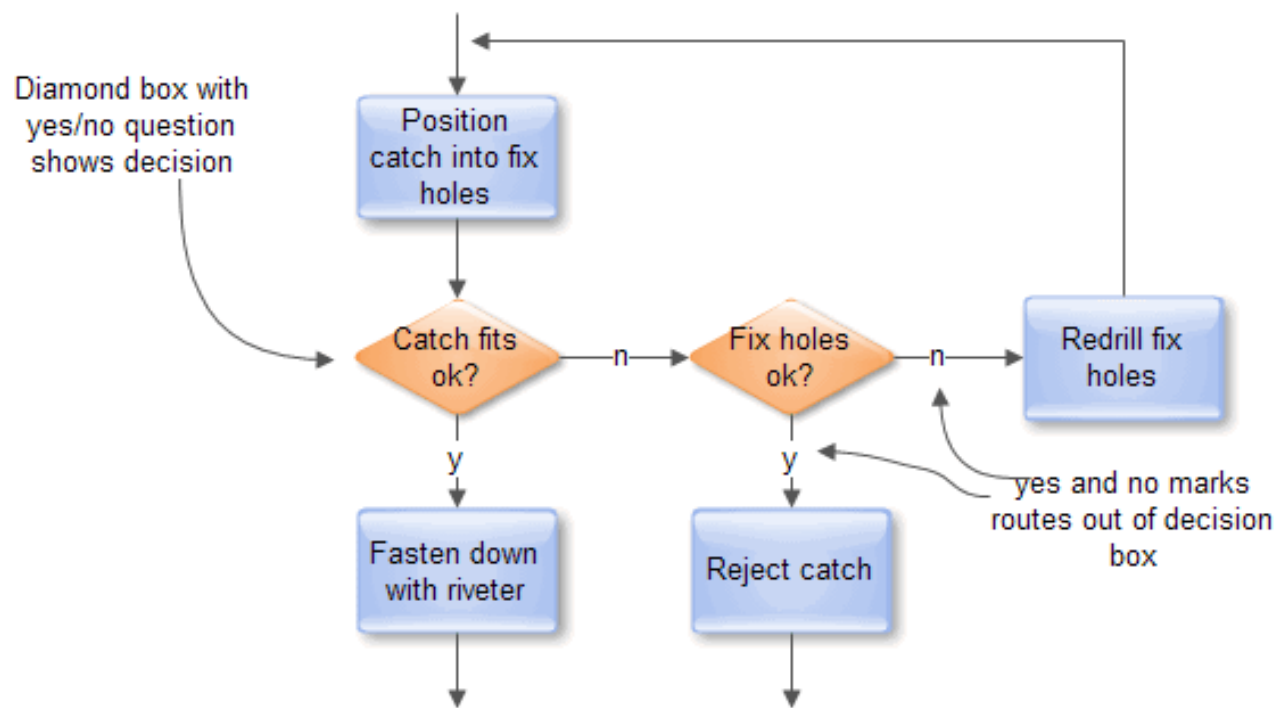 Diamond box with
yes/no question
shows decision
Position
catch into fix
holes
Catch fits
ok?
n
Fix holes
ok?
n
Redrill fix
holes
y
y
yes and no marks
routes out of decision
box
Fasten down
with riveter
Reject catch